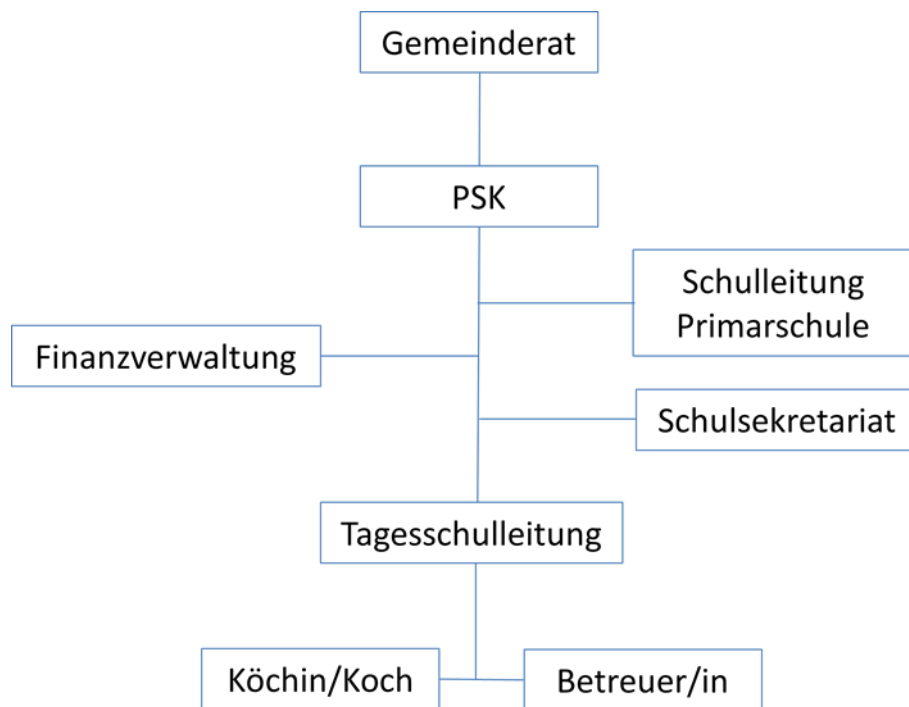 Gemeinderat
PSK
Schulleitung
Primarschule
Finanzverwaltung
Schulsekretariat
Tagesschulleitung
Köchin/Koch
Betreuer/in